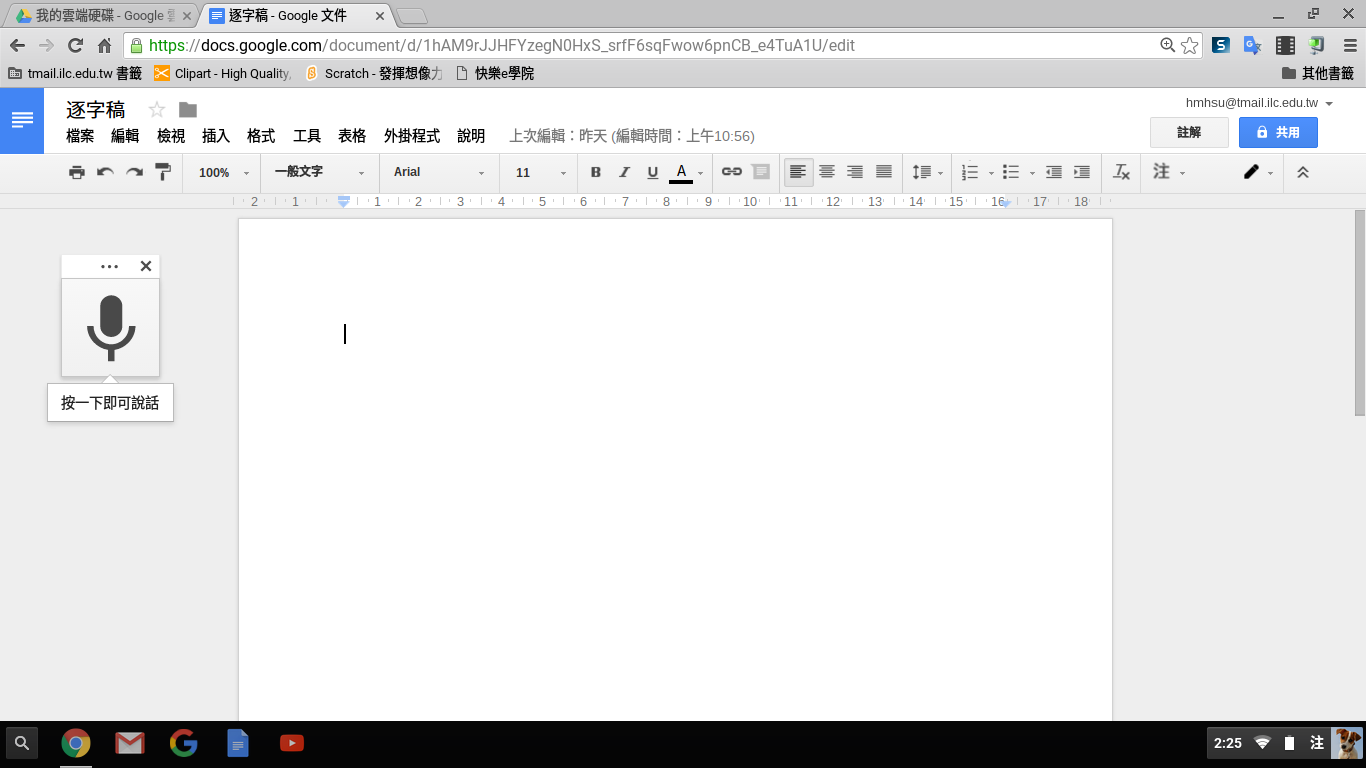 我的雲端硬碟 - Google
逐字稿 - Google 文件
https://docs.google.com/document/d/1hAM9rJJHFYzegN0HxS_srfF6sqFwow6pnCB_e4TuA1U/edit
tmail.ilc.edu.tw 書籤 Clipart - High Quality, Scratch - 發揮想像力 快樂e學院 其他書籤
逐字稿
hmhsu@tmail.ilc.edu.tw
檔案 編輯 檢視 插入 格式 工具 表格 外掛程式 說明 上次編輯：昨天 (編輯時間：上午10:56)
註解 共用
100% 一般文字 Arial 11 B I U A 注
2 1 1 2 3 4 5 6 7 8 9 10 11 12 13 14 15 16 17 18
按一下即可說話
2:25 注